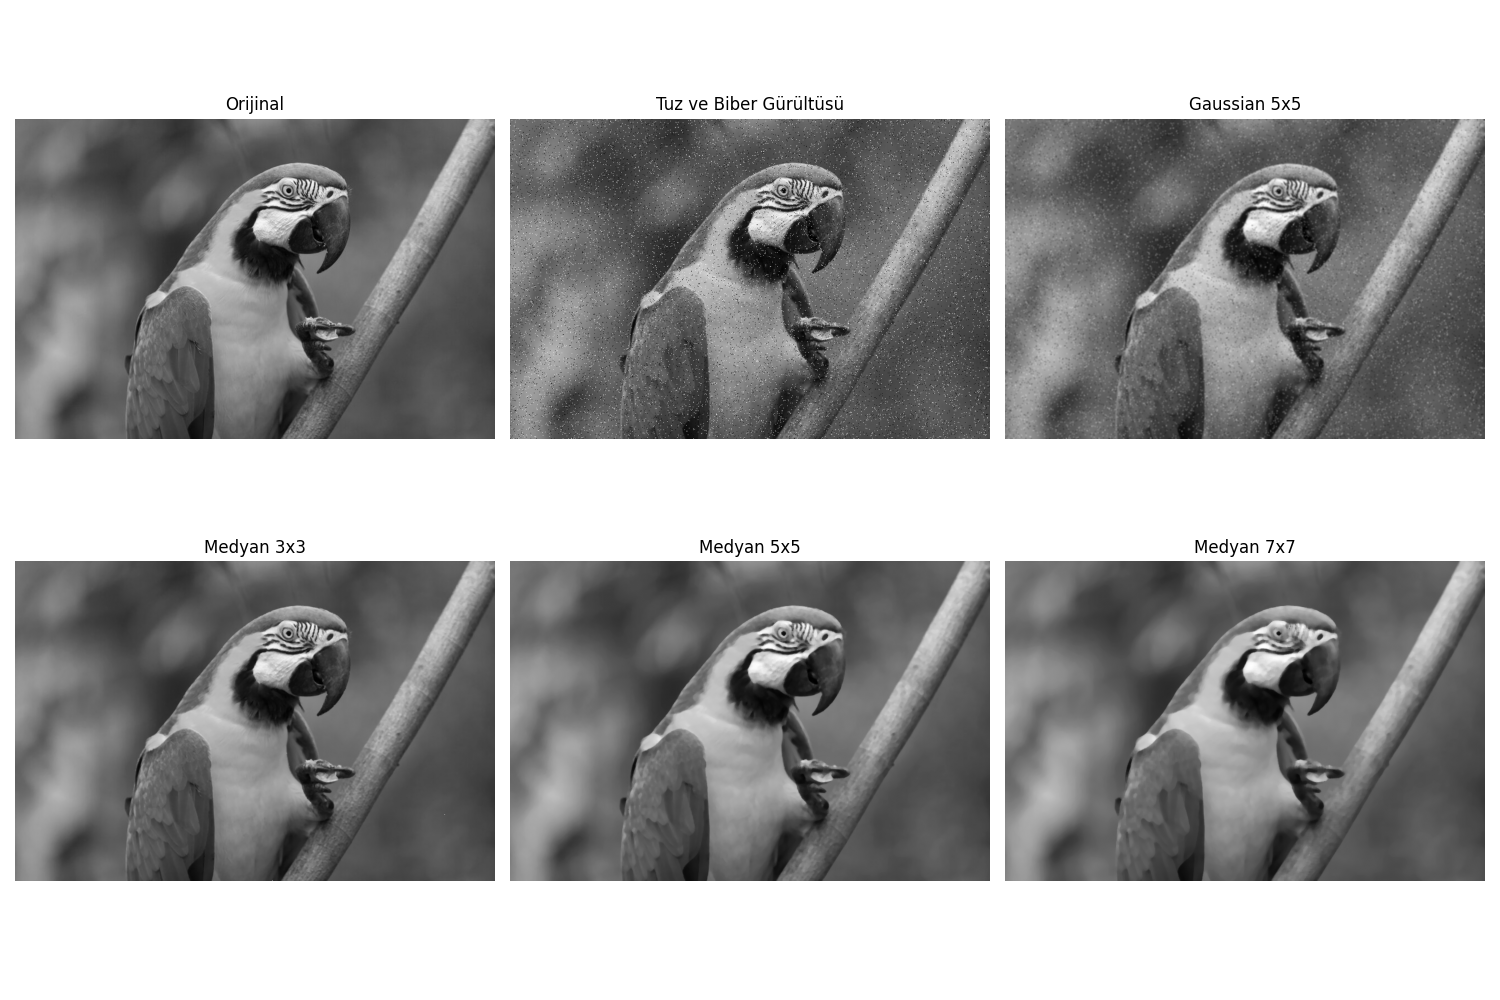 Orijinal
Tuz ve Biber Gürültüsü
Gaussian 5x5
Medyan 3x3
Medyan 5x5
Medyan 7x7